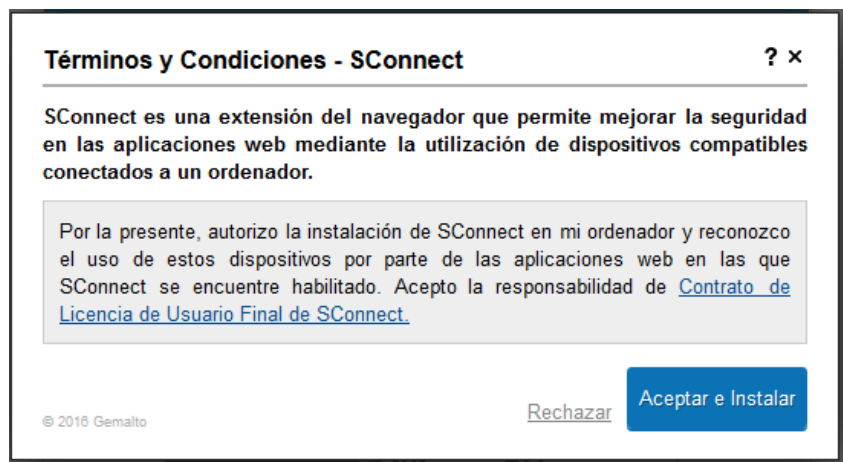 Términos y Condiciones - SConnect ? ×
SConnect es una extensión del navegador que permite mejorar la seguridad
en las aplicaciones web mediante la utilización de dispositivos compatibles
conectados a un ordenador.
Por la presente, autorizo la instalación de SConnect en mi ordenador y reconozco
el uso de estos dispositivos por parte de las aplicaciones web en las que
SConnect se encuentre habilitado. Acepto la responsabilidad de Contrato de
Licencia de Usuario Final de SConnect.
© 2016 Gemalto Rechazar Aceptar e Instalar